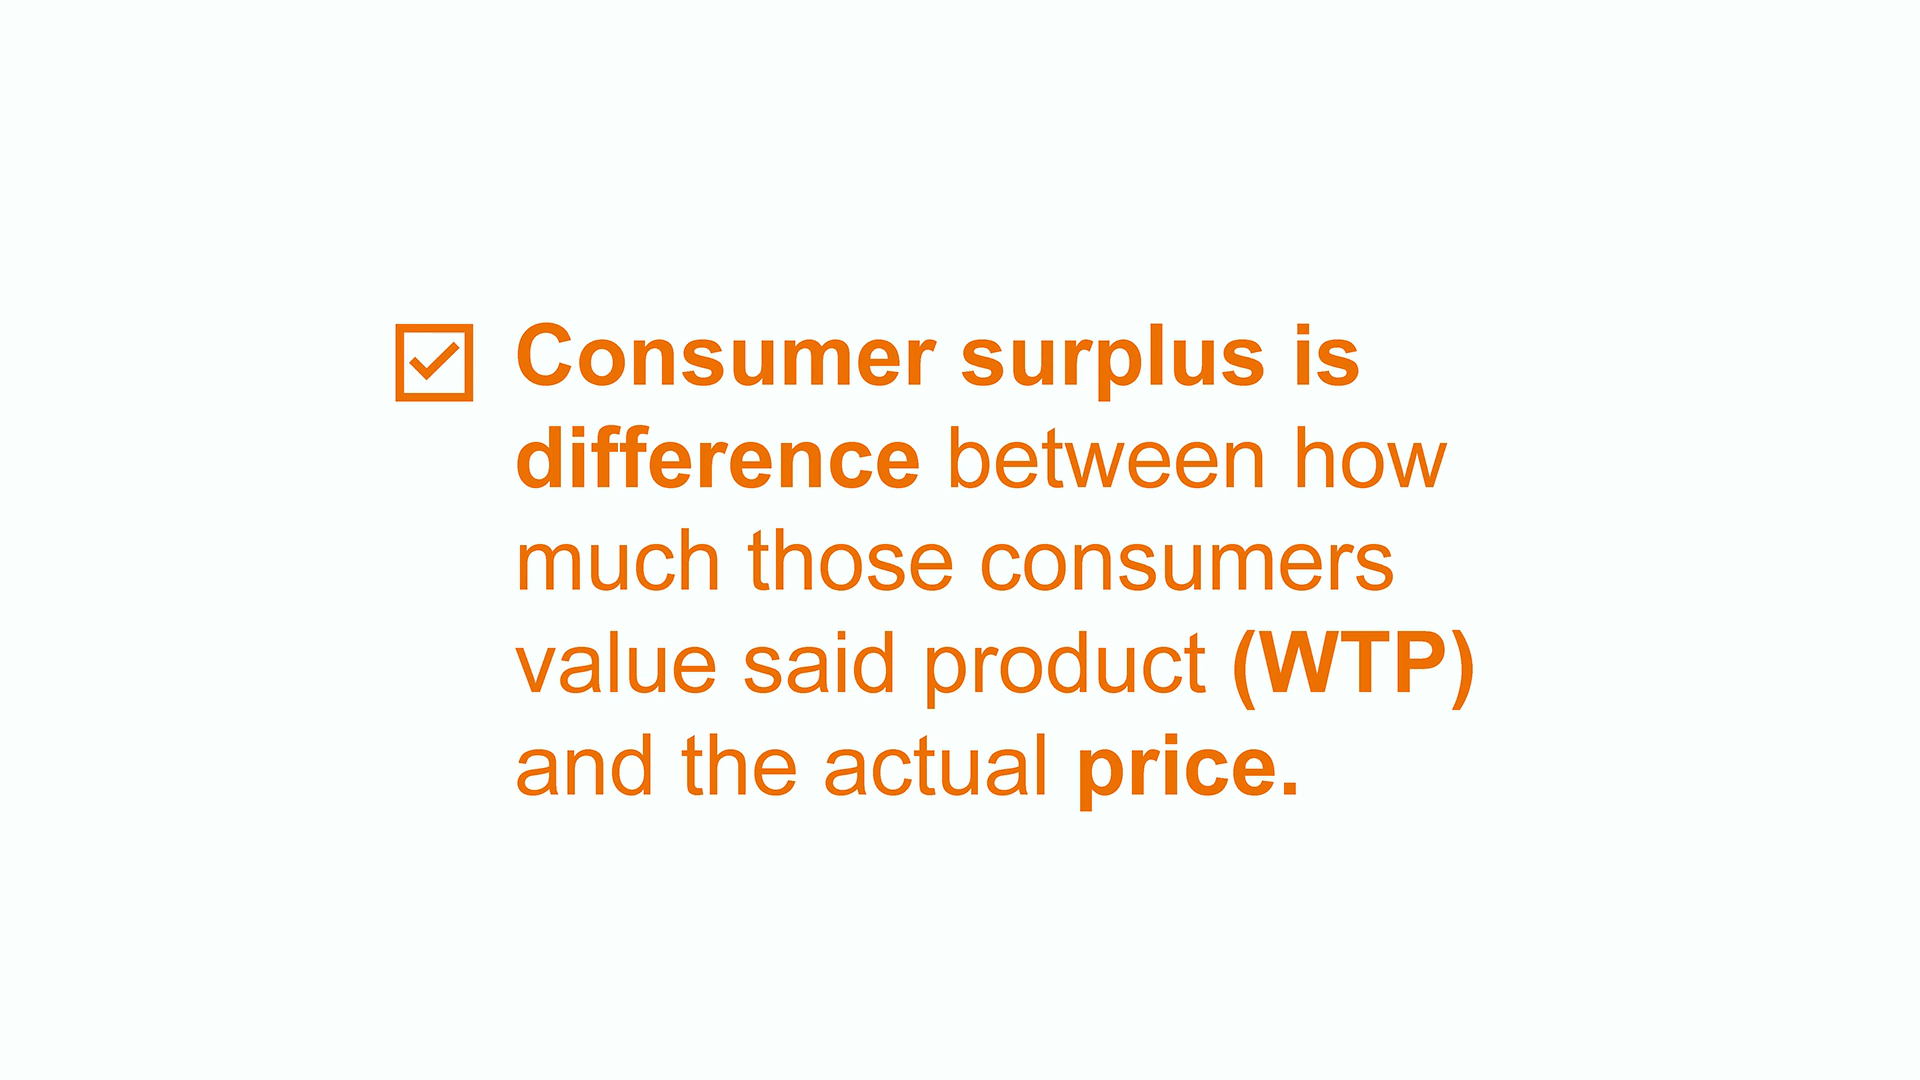 Consumer surplus is
difference between how
much those consumers
value said product (WTP)
and the actual price.